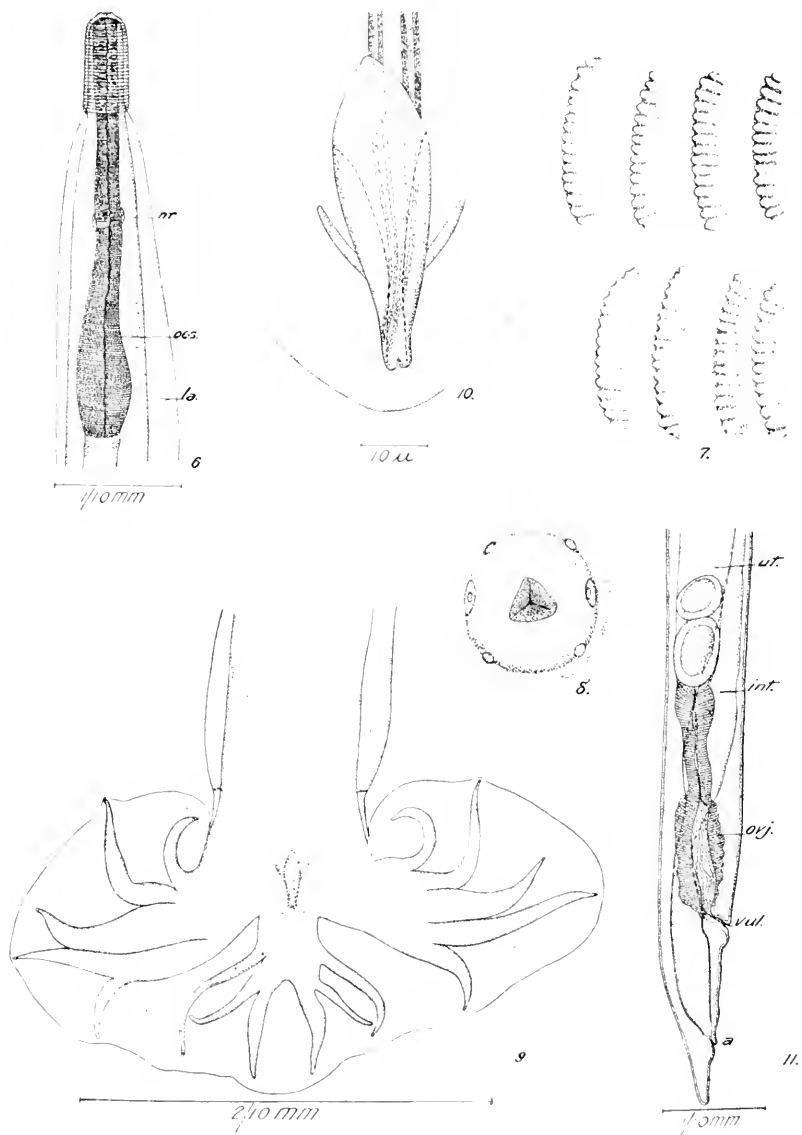 nr
oes.
la.
6
1/10 mm
10.
10 u
7.
8.
ut.
int.
ovj.
vul.
a
9
2/10 mm
11.
1/10 mm